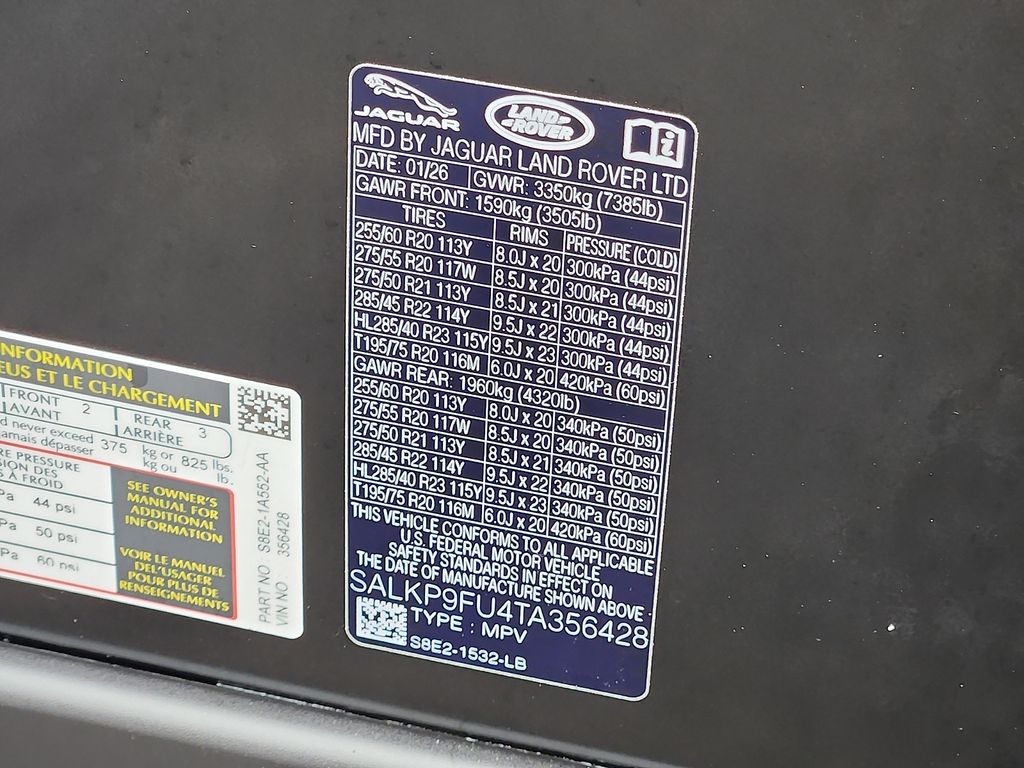 JAGUAR
LAND ROVER
i
MFD BY JAGUAR LAND ROVER LTD
DATE: 01/26 GVWR: 3350kg (7385lb)
GAWR FRONT: 1590kg (3505lb)
TIRES RIMS PRESSURE (COLD)
255/60 R20 113Y 8.0J x 20 300kPa (44psi)
275/55 R20 117W 8.5J x 20 300kPa (44psi)
275/50 R21 113Y 8.5J x 21 300kPa (44psi)
285/45 R22 114Y 9.5J x 22 300kPa (44psi)
HL285/40 R23 115Y 9.5J x 23 300kPa (44psi)
T195/75 R20 116M 6.0J x 20 420kPa (60psi)
GAWR REAR: 1960kg (4320lb)
255/60 R20 113Y 8.0J x 20 340kPa (50psi)
275/55 R20 117W 8.5J x 20 340kPa (50psi)
275/50 R21 113Y 8.5J x 21 340kPa (50psi)
285/45 R22 114Y 9.5J x 22 340kPa (50psi)
HL285/40 R23 115Y 9.5J x 23 340kPa (50psi)
T195/75 R20 116M 6.0J x 20 420kPa (60psi)
THIS VEHICLE CONFORMS TO ALL APPLICABLE
U.S. FEDERAL MOTOR VEHICLE
SAFETY STANDARDS IN EFFECT ON
THE DATE OF MANUFACTURE SHOWN ABOVE
SALKP9FU4TA356428
TYPE : MPV
S8E2-1532-LB
NFORMATION
EUS ET LE CHARGEMENT
FRONT 2 REAR 3
AVANT ARRIÈRE
d never exceed 375 kg or 825 lbs.
amais dépasser kg ou lb.
RE PRESSURE
SION DES
S À FROID
Pa 44 psi
Pa 50 psi
Pa 60 psi
SEE OWNER'S
MANUAL FOR
ADDITIONAL
INFORMATION
VOIR LE MANUEL
DEL'USAGER
POUR PLUS DE
RENSEIGNEMENTS
PART NO S8E2-1A552-AA
VIN NO 356428